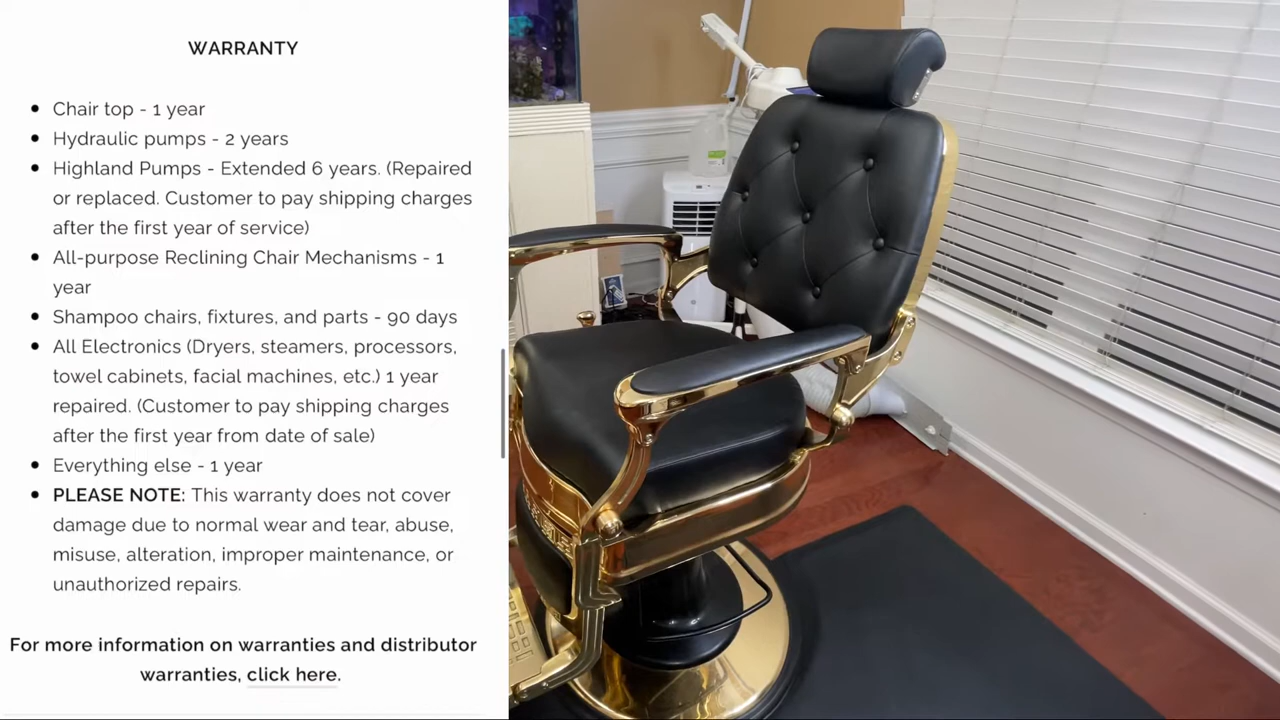 WARRANTY
Chair top - 1 year
Hydraulic pumps - 2 years
Highland Pumps - Extended 6 years. (Repaired
or replaced. Customer to pay shipping charges
after the first year of service)
All-purpose Reclining Chair Mechanisms - 1
year
Shampoo chairs, fixtures, and parts - 90 days
All Electronics (Dryers, steamers, processors,
towel cabinets, facial machines, etc.) 1 year
repaired. (Customer to pay shipping charges
after the first year from date of sale)
Everything else - 1 year
PLEASE NOTE: This warranty does not cover
damage due to normal wear and tear, abuse,
misuse, alteration, improper maintenance, or
unauthorized repairs.
For more information on warranties and distributor
warranties, click here.